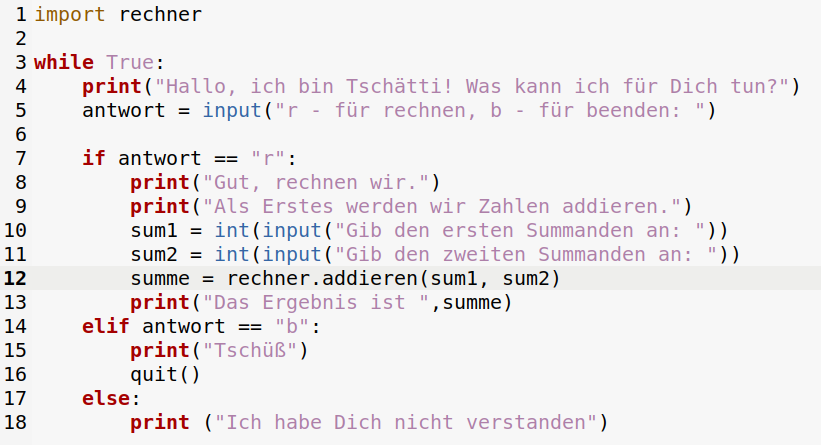 1 import rechner
2
3 while True:
4     print("Hallo, ich bin Tschätti! Was kann ich für Dich tun?")
5     antwort = input("r - für rechnen, b - für beenden: ")
6
7     if antwort == "r":
8         print("Gut, rechnen wir.")
9         print("Als Erstes werden wir Zahlen addieren.")
10         sum1 = int(input("Gib den ersten Summanden an: "))
11         sum2 = int(input("Gib den zweiten Summanden an: "))
12         summe = rechner.addieren(sum1, sum2)
13         print("Das Ergebnis ist ",summe)
14     elif antwort == "b":
15         print("Tschüß")
16         quit()
17     else:
18         print ("Ich habe Dich nicht verstanden")